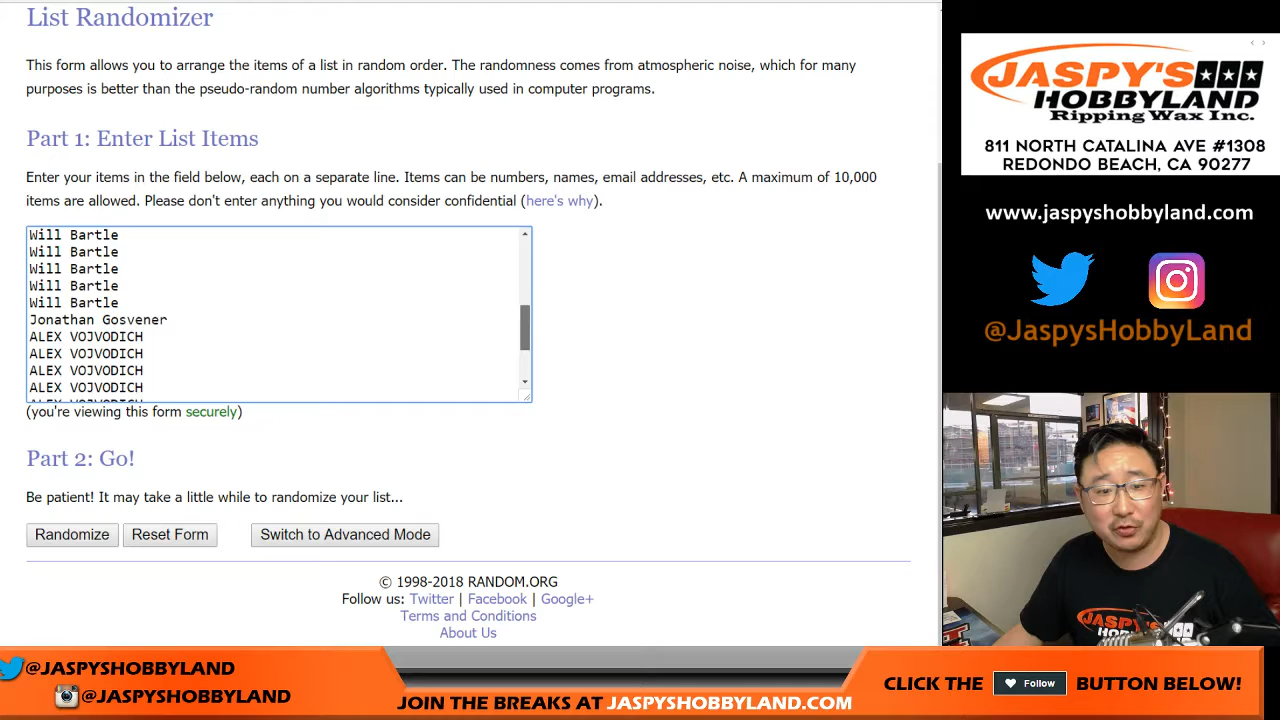 List Randomizer
This form allows you to arrange the items of a list in random order. The randomness comes from atmospheric noise, which for many
purposes is better than the pseudo-random number algorithms typically used in computer programs.
Part 1: Enter List Items
Enter your items in the field below, each on a separate line. Items can be numbers, names, email addresses, etc. A maximum of 10,000
items are allowed. Please don't enter anything you would consider confidential (here's why).
Will Bartle
Will Bartle
Will Bartle
Will Bartle
Will Bartle
Jonathan Gosvener
ALEX VOJVODICH
ALEX VOJVODICH
ALEX VOJVODICH
ALEX VOJVODICH
(you're viewing this form securely)
Part 2: Go!
Be patient! It may take a little while to randomize your list...
Randomize Reset Form Switch to Advanced Mode
© 1998-2018 RANDOM.ORG
Follow us: Twitter | Facebook | Google+
Terms and Conditions
About Us
JASPY'S
HOBBYLAND
Ripping Wax Inc.
811 NORTH CATALINA AVE #1308
REDONDO BEACH, CA 90277
www.jaspyshobbyland.com
@JaspysHobbyLand
JASPY'S
HOBBYLAND
@JASPYSHOBBYLAND
@JASPYSHOBBYLAND
JOIN THE BREAKS AT JASPYSHOBBYLAND.COM
CLICK THE Follow BUTTON BELOW!